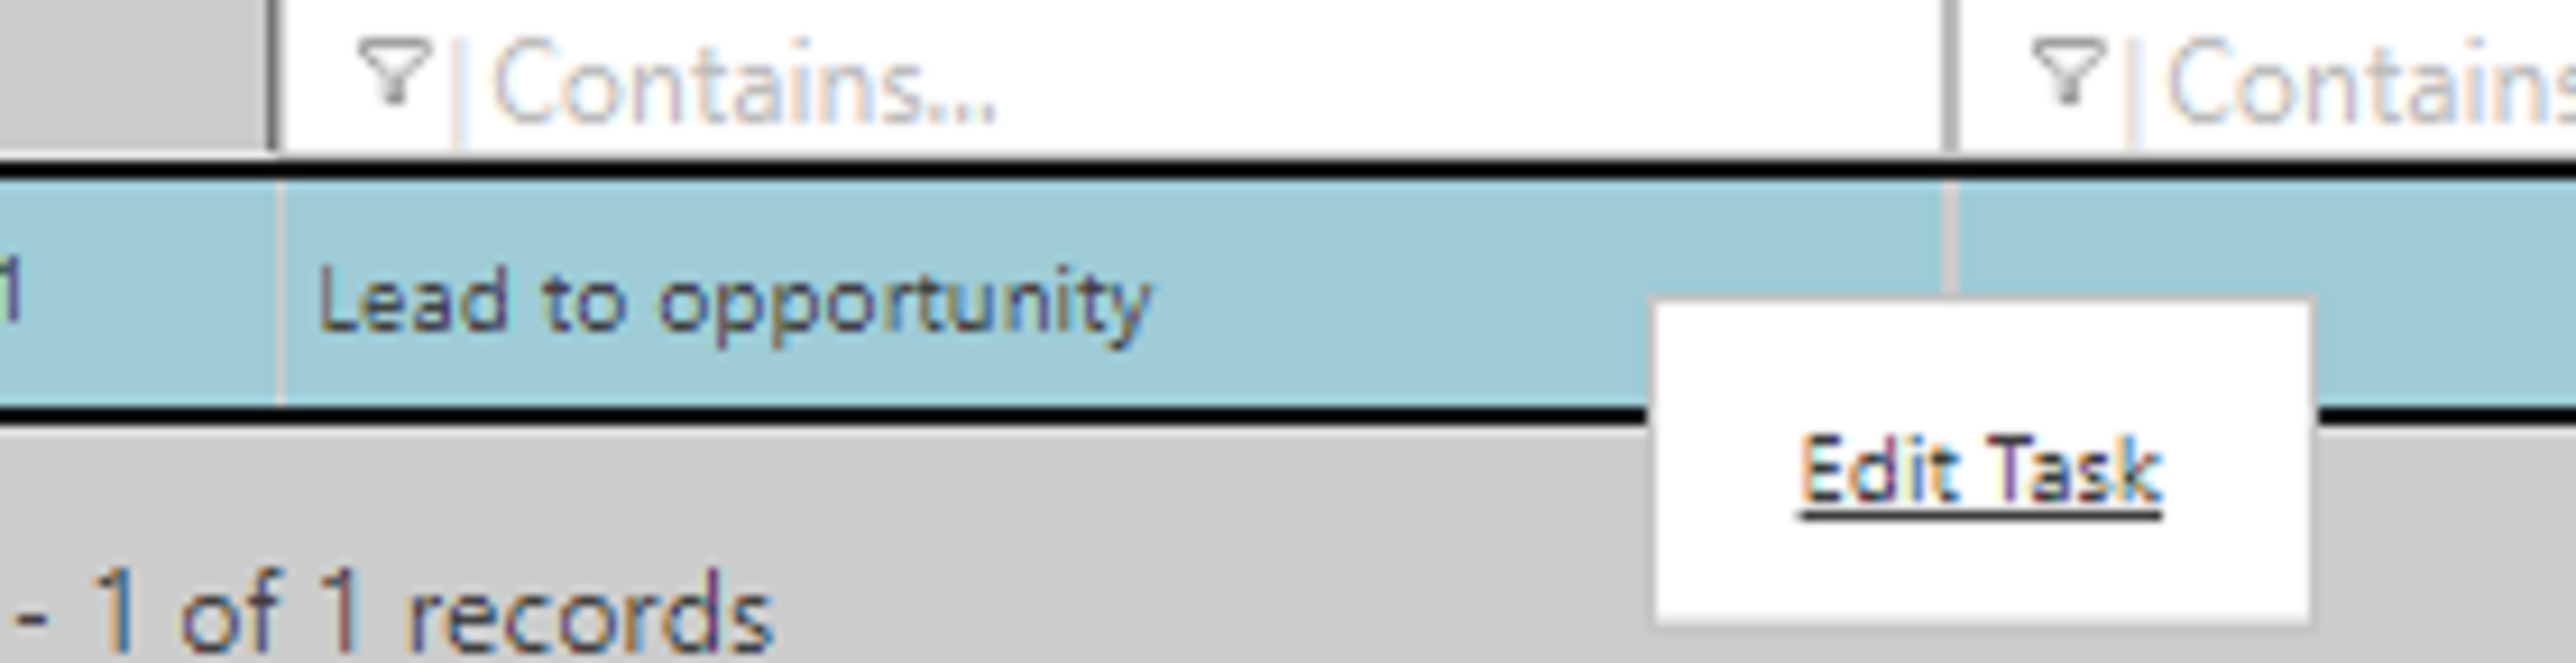 Contains... Contains
1 Lead to opportunity
Edit Task
- 1 of 1 records